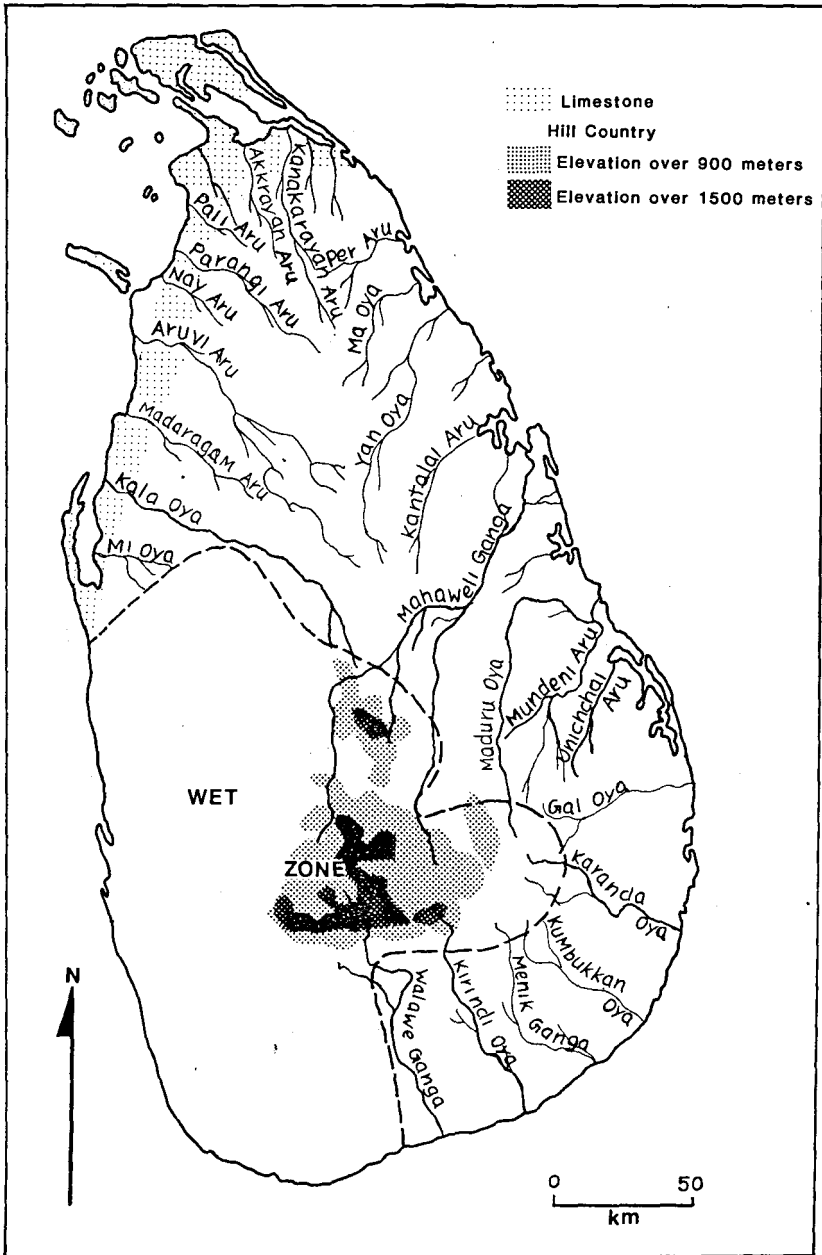 Limestone
Hill Country
Elevation over 900 meters
Elevation over 1500 meters
Akkrayan Aru
Kanakarayan Aru
Pali Aru
Per Aru
Parangi Aru
Nay Aru
Ma Oya
Aruvi Aru
Yan Oya
Madaragam Aru
Kantalai Aru
Kala Oya
Mi Oya
Mahaweli Ganga
Maduru Oya
Mundeni Aru
Unichchai
Aru
Gal Oya
WET
ZONE
Karanda
Oya
Kumbukkan
Oya
Menik Ganga
Kirindi Oya
Walawe Ganga
N
0 50
km